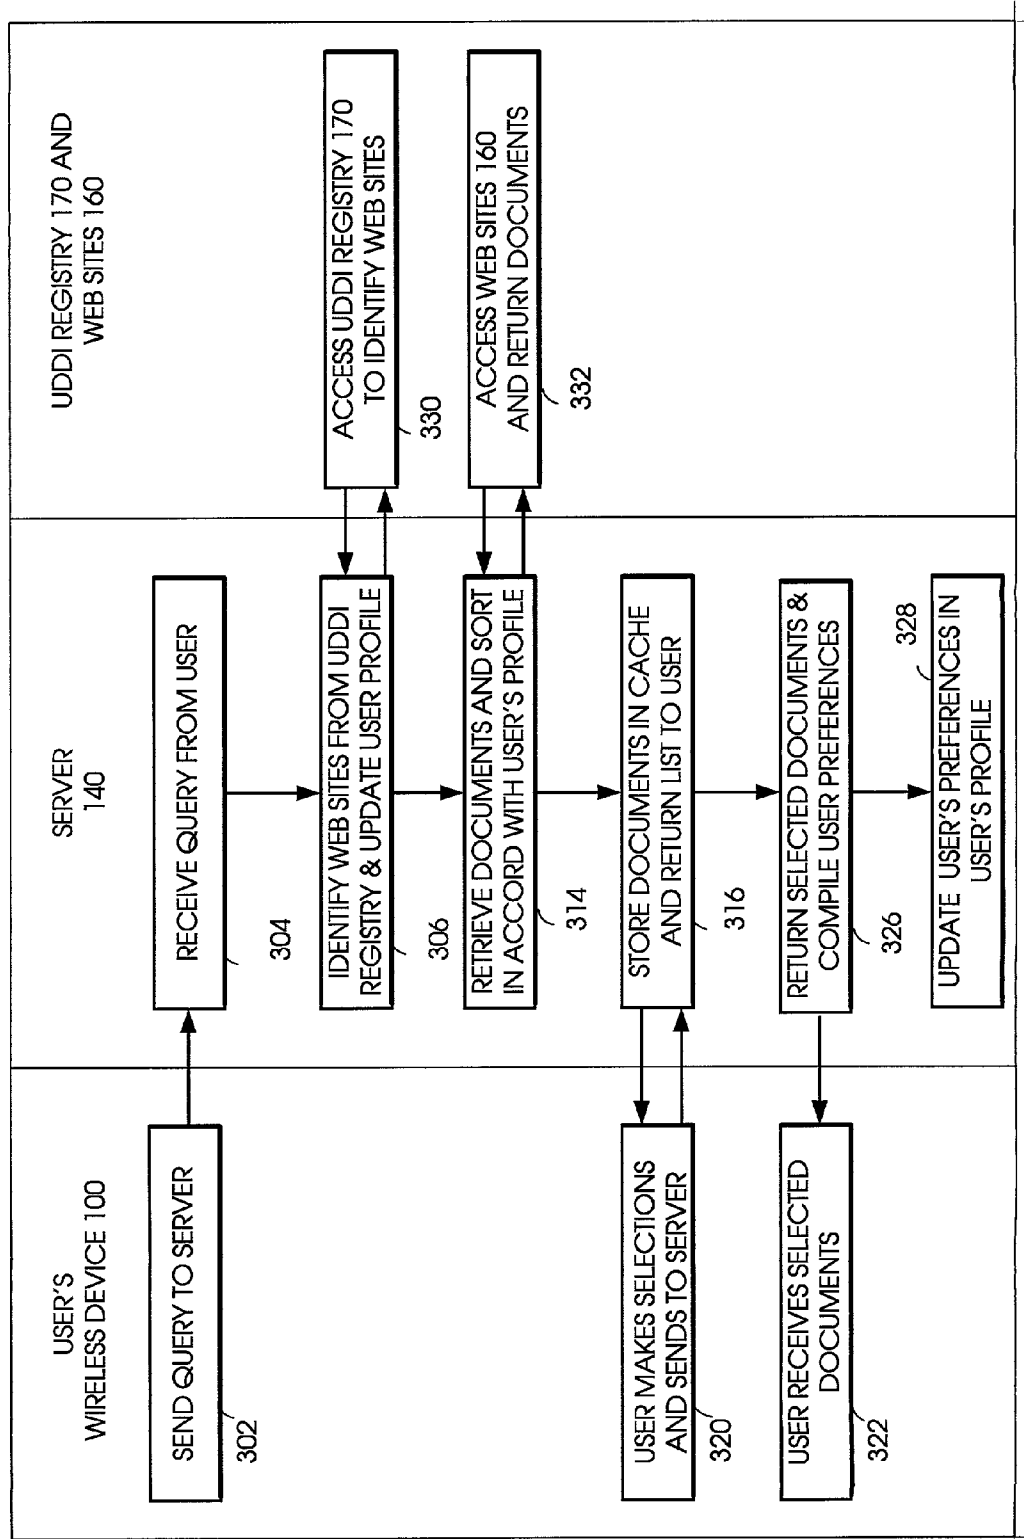 USER'S
WIRELESS DEVICE 100
SERVER
140
UDDI REGISTRY 170 AND
WEB SITES 160
SEND QUERY TO SERVER
302
RECEIVE QUERY FROM USER
304
IDENTIFY WEB SITES FROM UDDI
REGISTRY & UPDATE USER PROFILE
306
ACCESS UDDI REGISTRY 170
TO IDENTIFY WEB SITES
330
RETRIEVE DOCUMENTS AND SORT
IN ACCORD WITH USER'S PROFILE
314
ACCESS WEB SITES 160
AND RETURN DOCUMENTS
332
USER MAKES SELECTIONS
AND SENDS TO SERVER
320
STORE DOCUMENTS IN CACHE
AND RETURN LIST TO USER
316
USER RECEIVES SELECTED
DOCUMENTS
322
RETURN SELECTED DOCUMENTS &
COMPILE USER PREFERENCES
326
UPDATE USER'S PREFERENCES IN
USER'S PROFILE
328